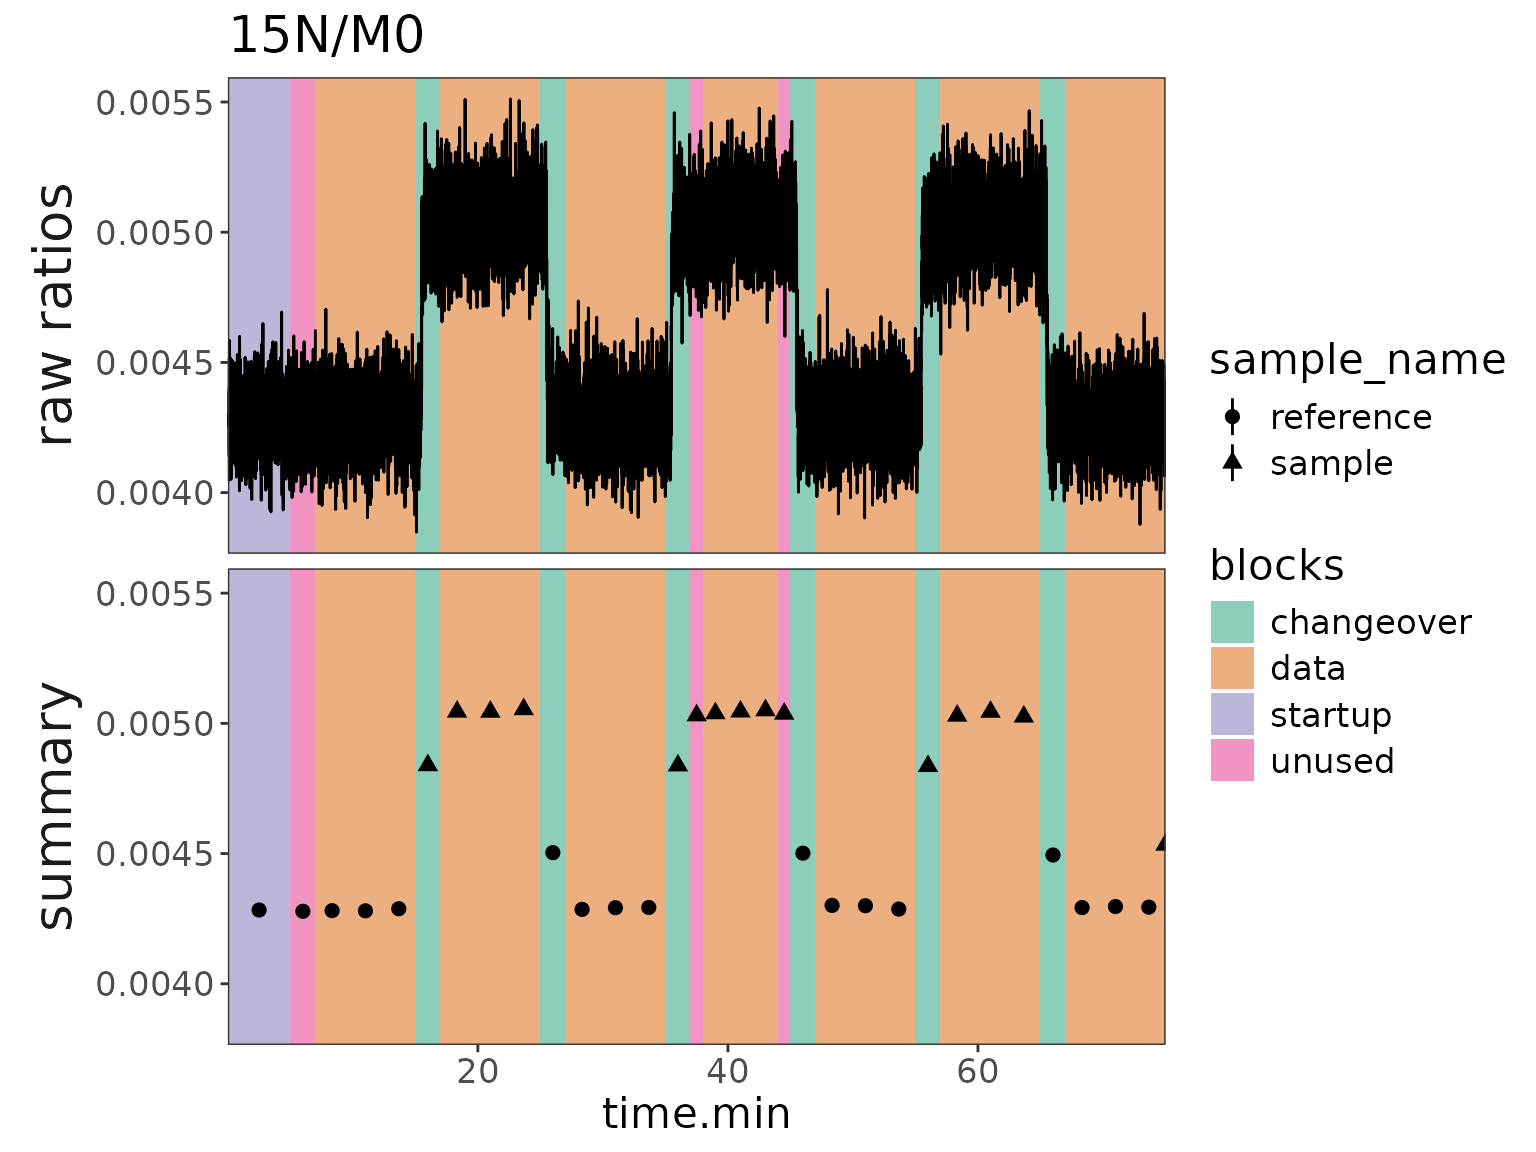 15N/M0
raw ratios
0.0055
0.0050
0.0045
0.0040
summary
0.0055
0.0050
0.0045
0.0040
20 40 60
time.min
sample_name
reference
sample
blocks
changeover
data
startup
unused